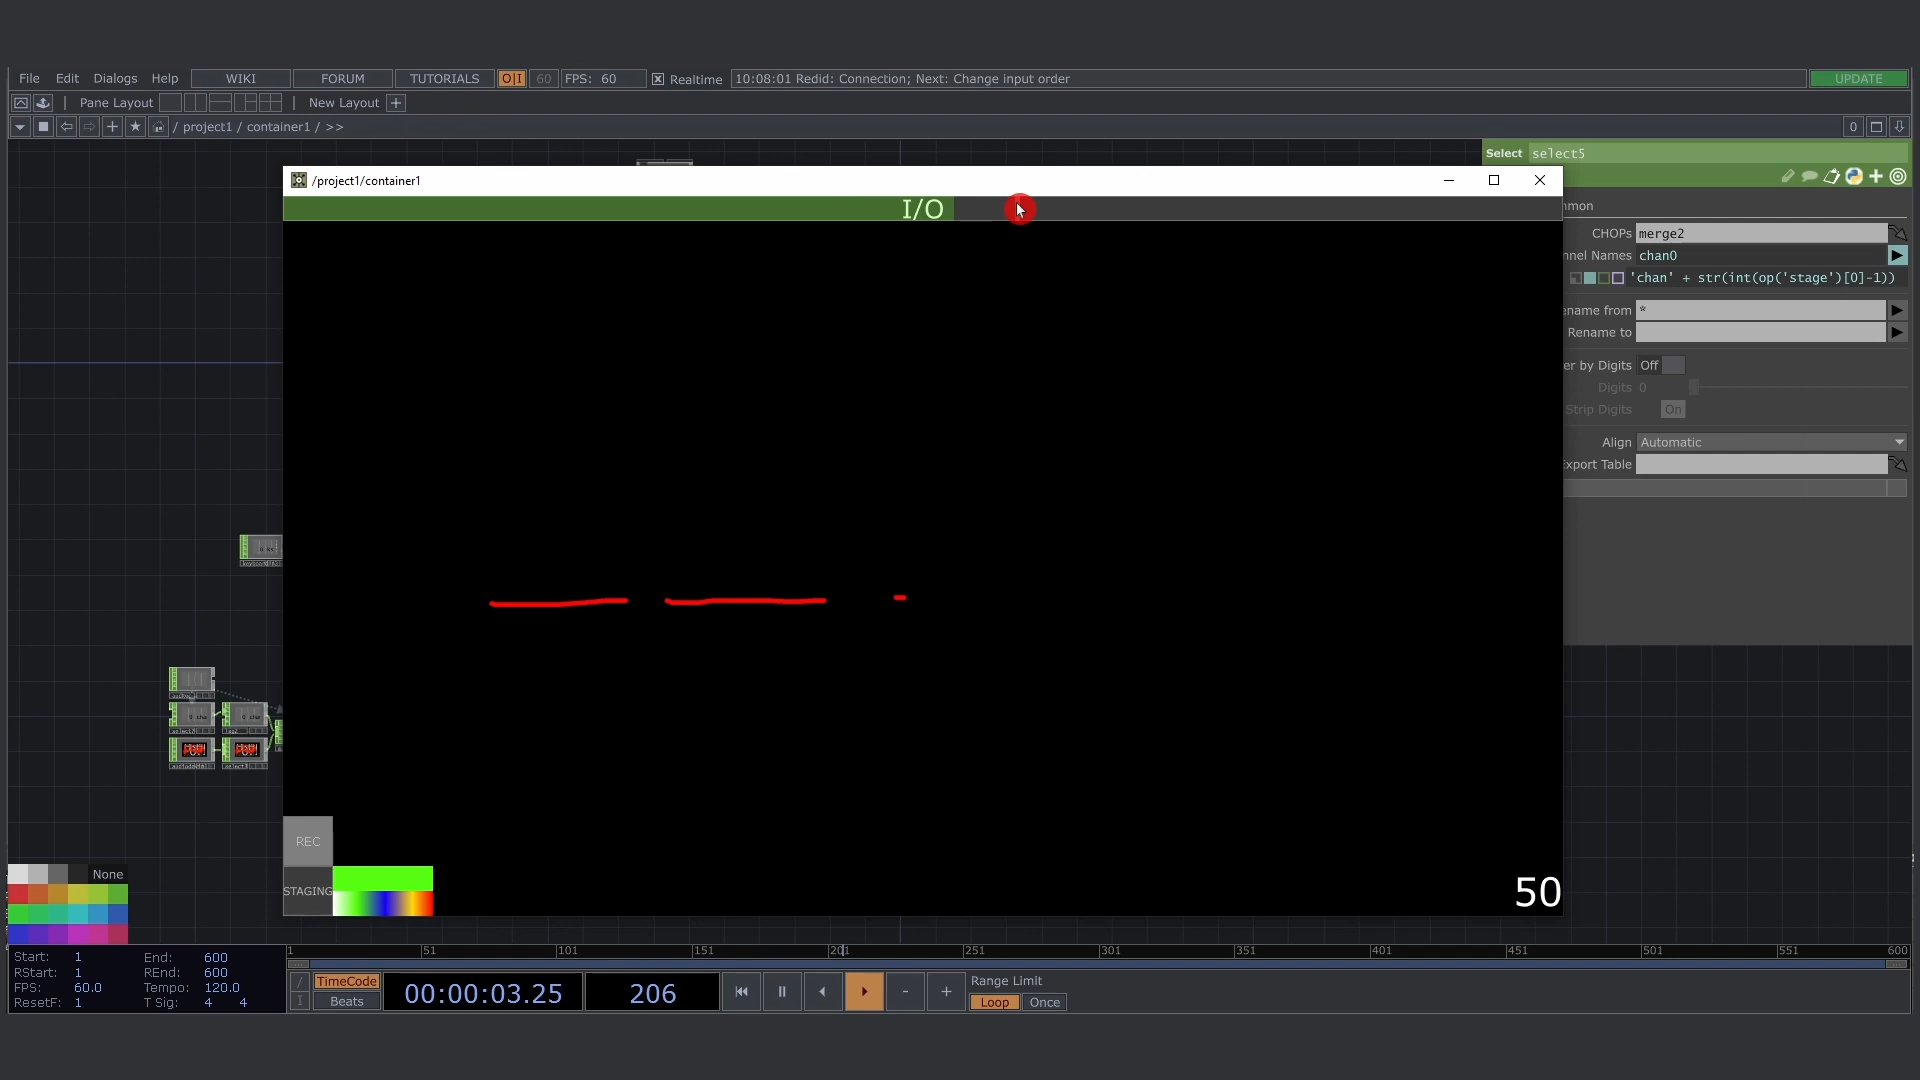 File Edit Dialogs Help WIKI FORUM TUTORIALS O|I 60 FPS: 60 Realtime 10:08:01 Redid: Connection; Next: Change input order UPDATE
Pane Layout New Layout +
/ project1 / container1 / >> 0
Select select5
/project1/container1
I/O
mmon
CHOPs merge2
nnel Names chan0
'chan' + str(int(op('stage')[0]-1))
ename from *
Rename to
er by Digits Off
Digits 0
Strip Digits On
Align Automatic
Export Table
REC
STAGING
50
None
1 51 101 151 201 251 301 351 401 451 501 551 600
Start: 1 End: 600
RStart: 1 REnd: 600
FPS: 60.0 Tempo: 120.0
ResetF: 1 T Sig: 4 4
TimeCode
Beats
00:00:03.25 206 - +
Range Limit
Loop Once